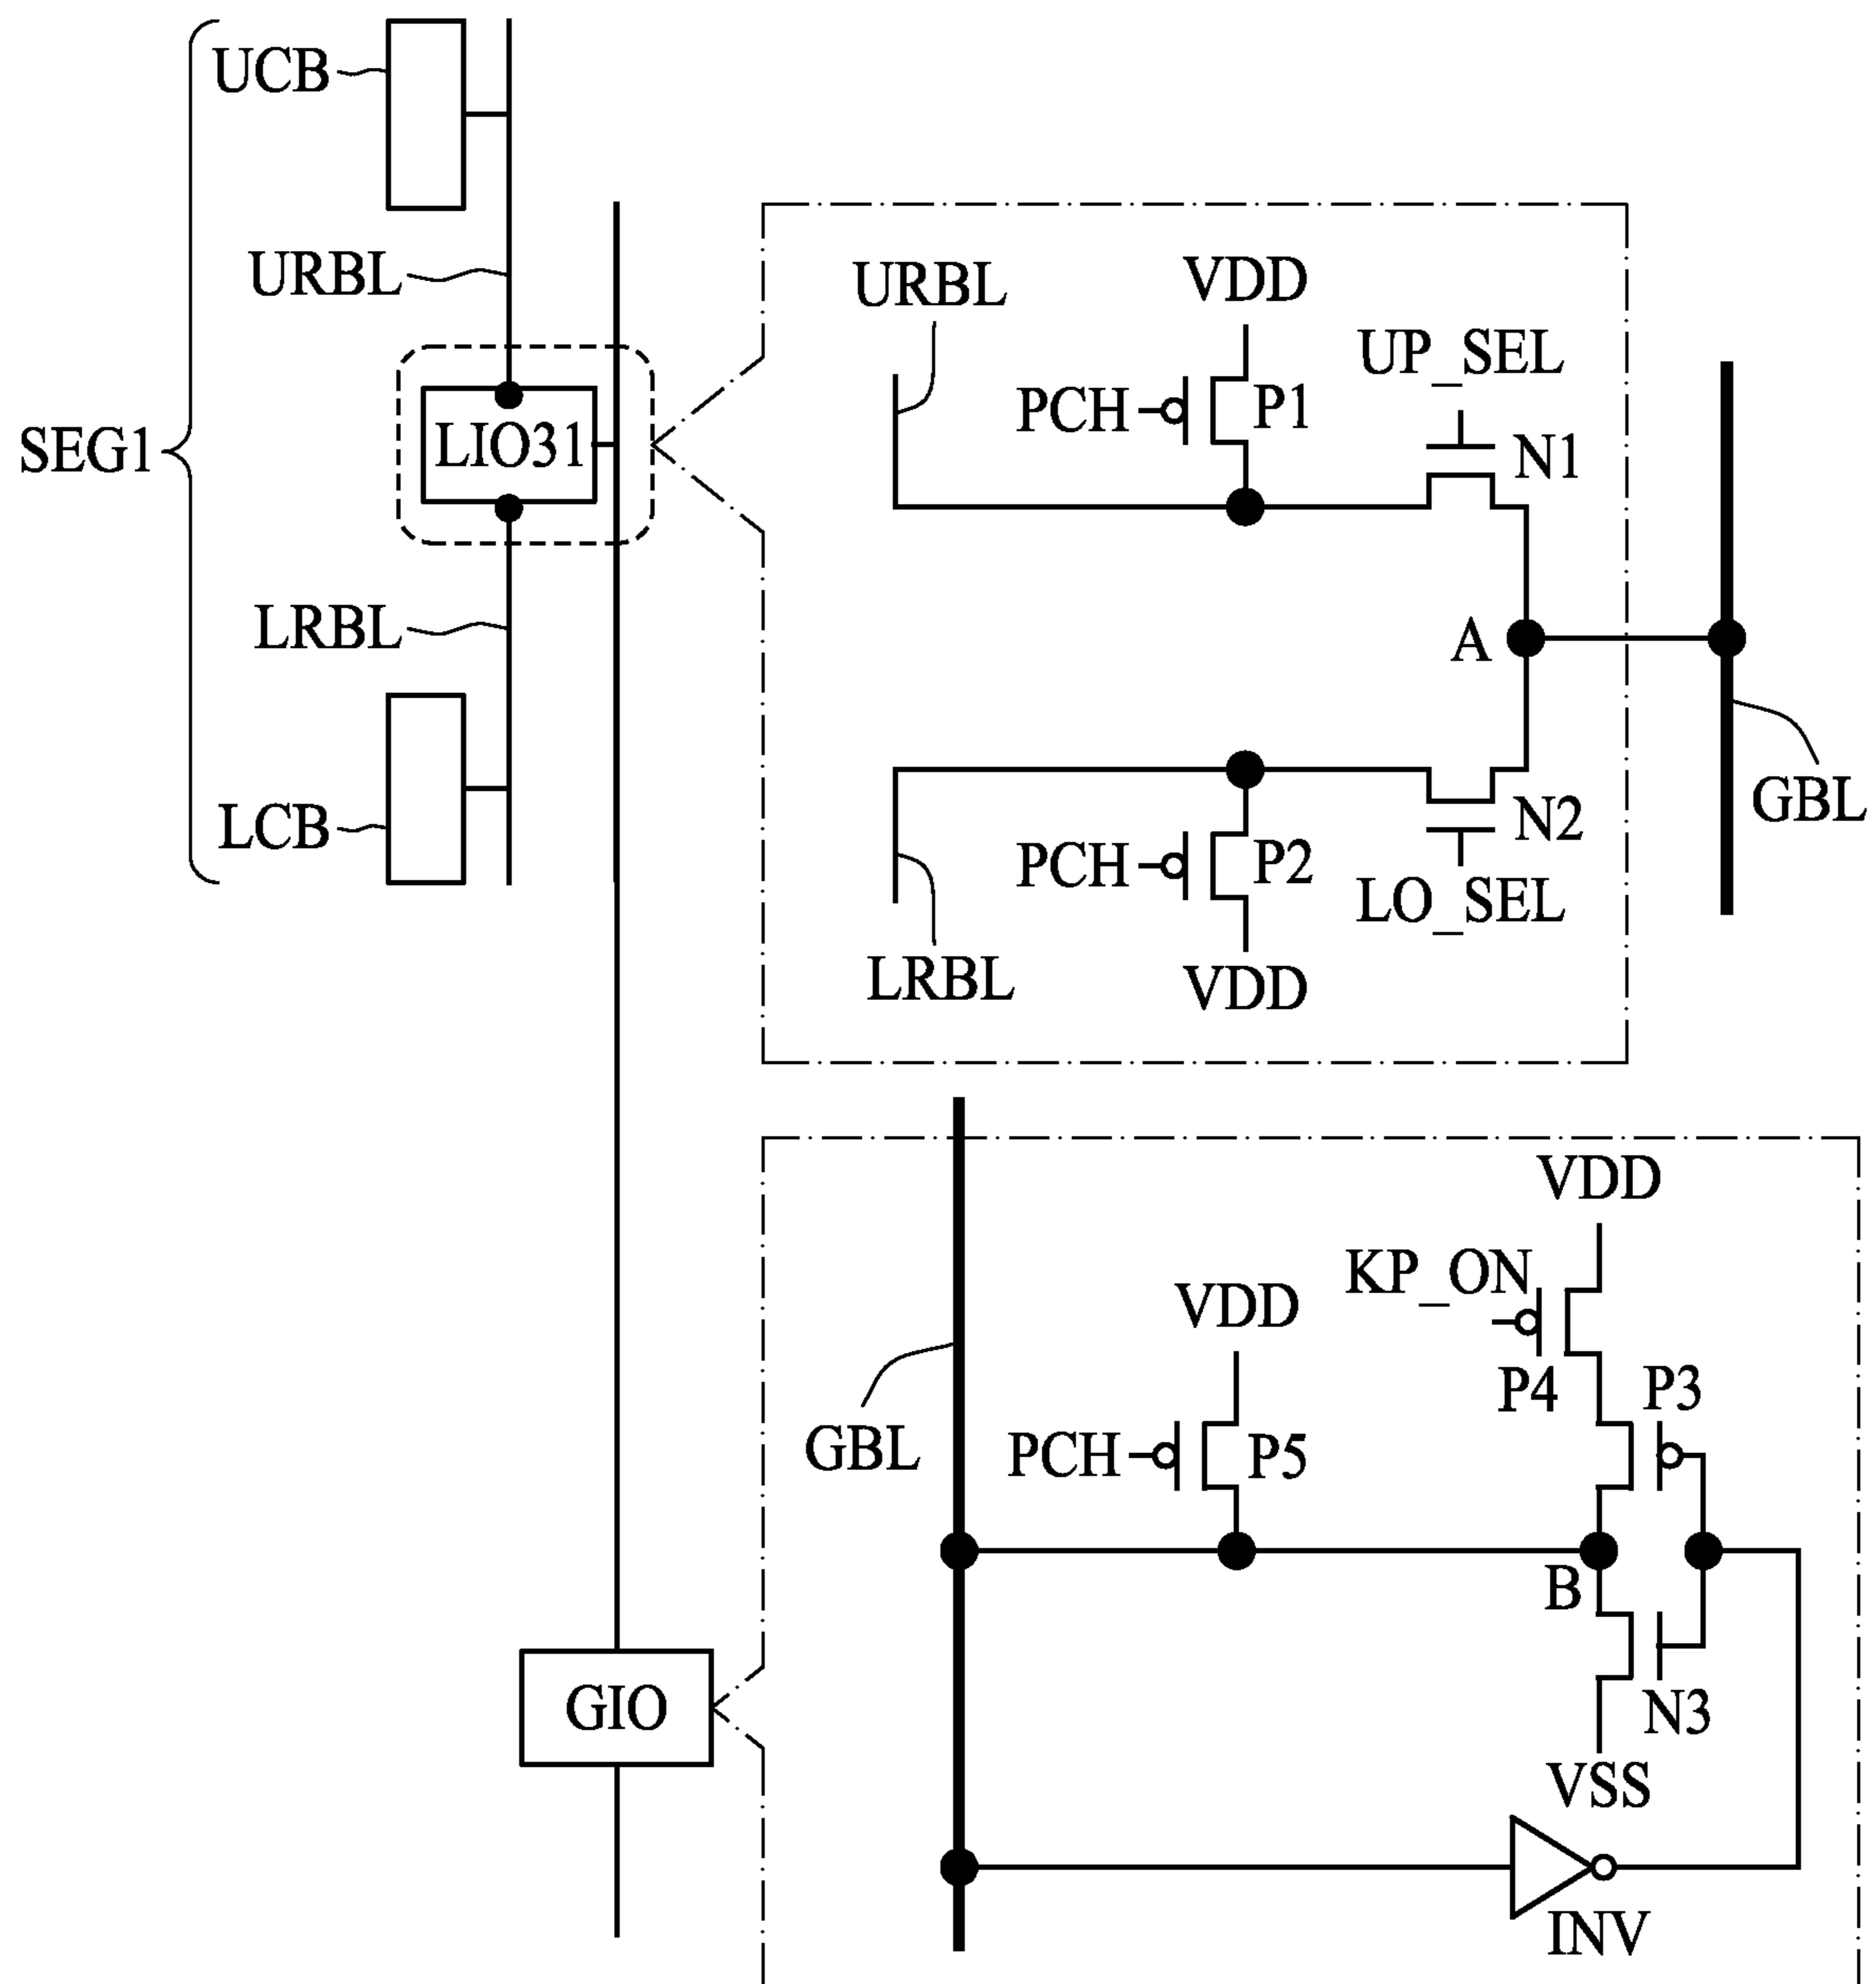 UCB
URBL
SEG1
LIO31
LRBL
LCB
URBL
VDD
UP_SEL
PCH
P1
N1
A
GBL
N2
PCH
P2
LO_SEL
LRBL
VDD
VDD
KP_ON
VDD
P4
P3
GBL
PCH
P5
B
GIO
N3
VSS
INV